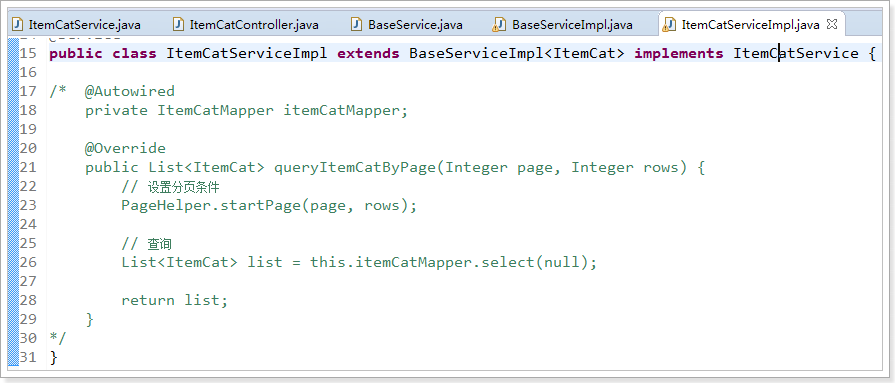 ItemCatService.java ItemCatController.java BaseService.java BaseServiceImpl.java ItemCatServiceImpl.java
15 public class ItemCatServiceImpl extends BaseServiceImpl<ItemCat> implements ItemCatService {
16
17 /*  @Autowired
18     private ItemCatMapper itemCatMapper;
19
20     @Override
21     public List<ItemCat> queryItemCatByPage(Integer page, Integer rows) {
22         // 设置分页条件
23         PageHelper.startPage(page, rows);
24
25         // 查询
26         List<ItemCat> list = this.itemCatMapper.select(null);
27
28         return list;
29     }
30 */
31 }